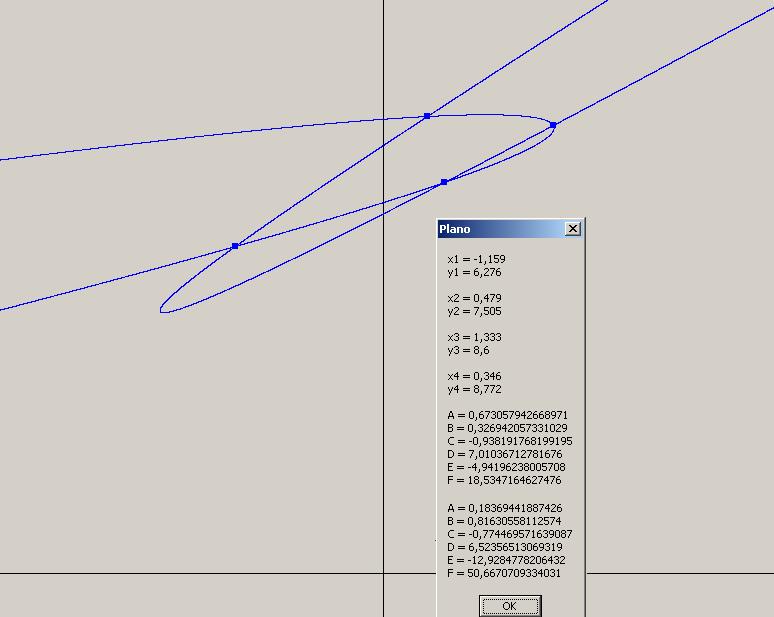 Plano
x1 = -1,159
y1 = 6,276
x2 = 0,479
y2 = 7,505
x3 = 1,333
y3 = 8,6
x4 = 0,346
y4 = 8,772
A = 0,673057942668971
B = 0,326942057331029
C = -0,938191768199195
D = 7,01036712781676
E = -4,94196238005708
F = 18,5347164627476
A = 0,18369441887426
B = 0,81630558112574
C = -0,774469571639087
D = 6,52356513069319
E = -12,9284778206432
F = 50,6670709334031
OK